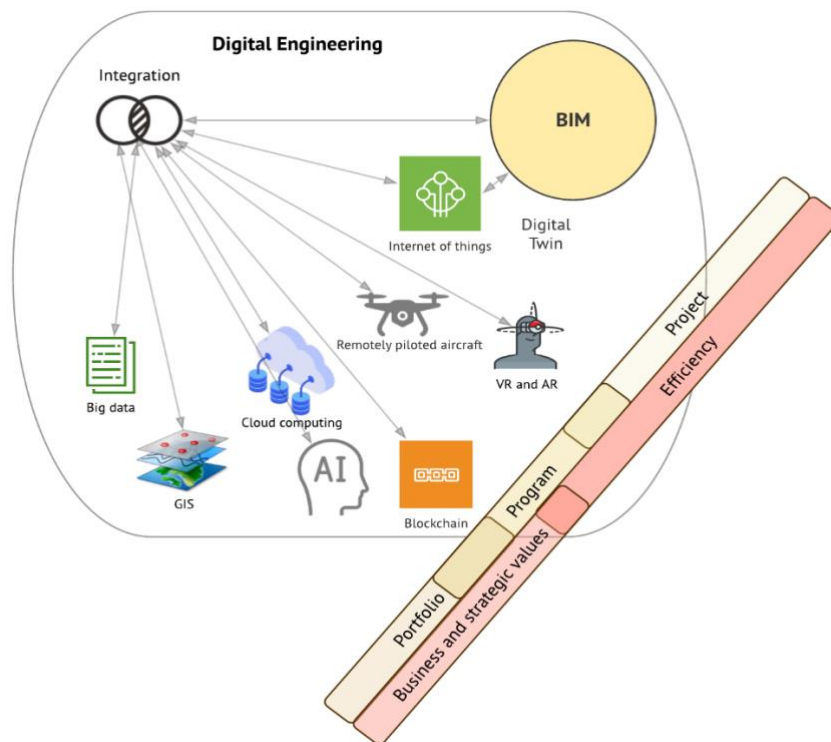 Digital Engineering
Integration
BIM
Internet of things
Digital
Twin
Remotely piloted aircraft
VR and AR
Big data
Cloud computing
GIS
AI
Blockchain
Project
Efficiency
Program
Portfolio
Business and strategic values